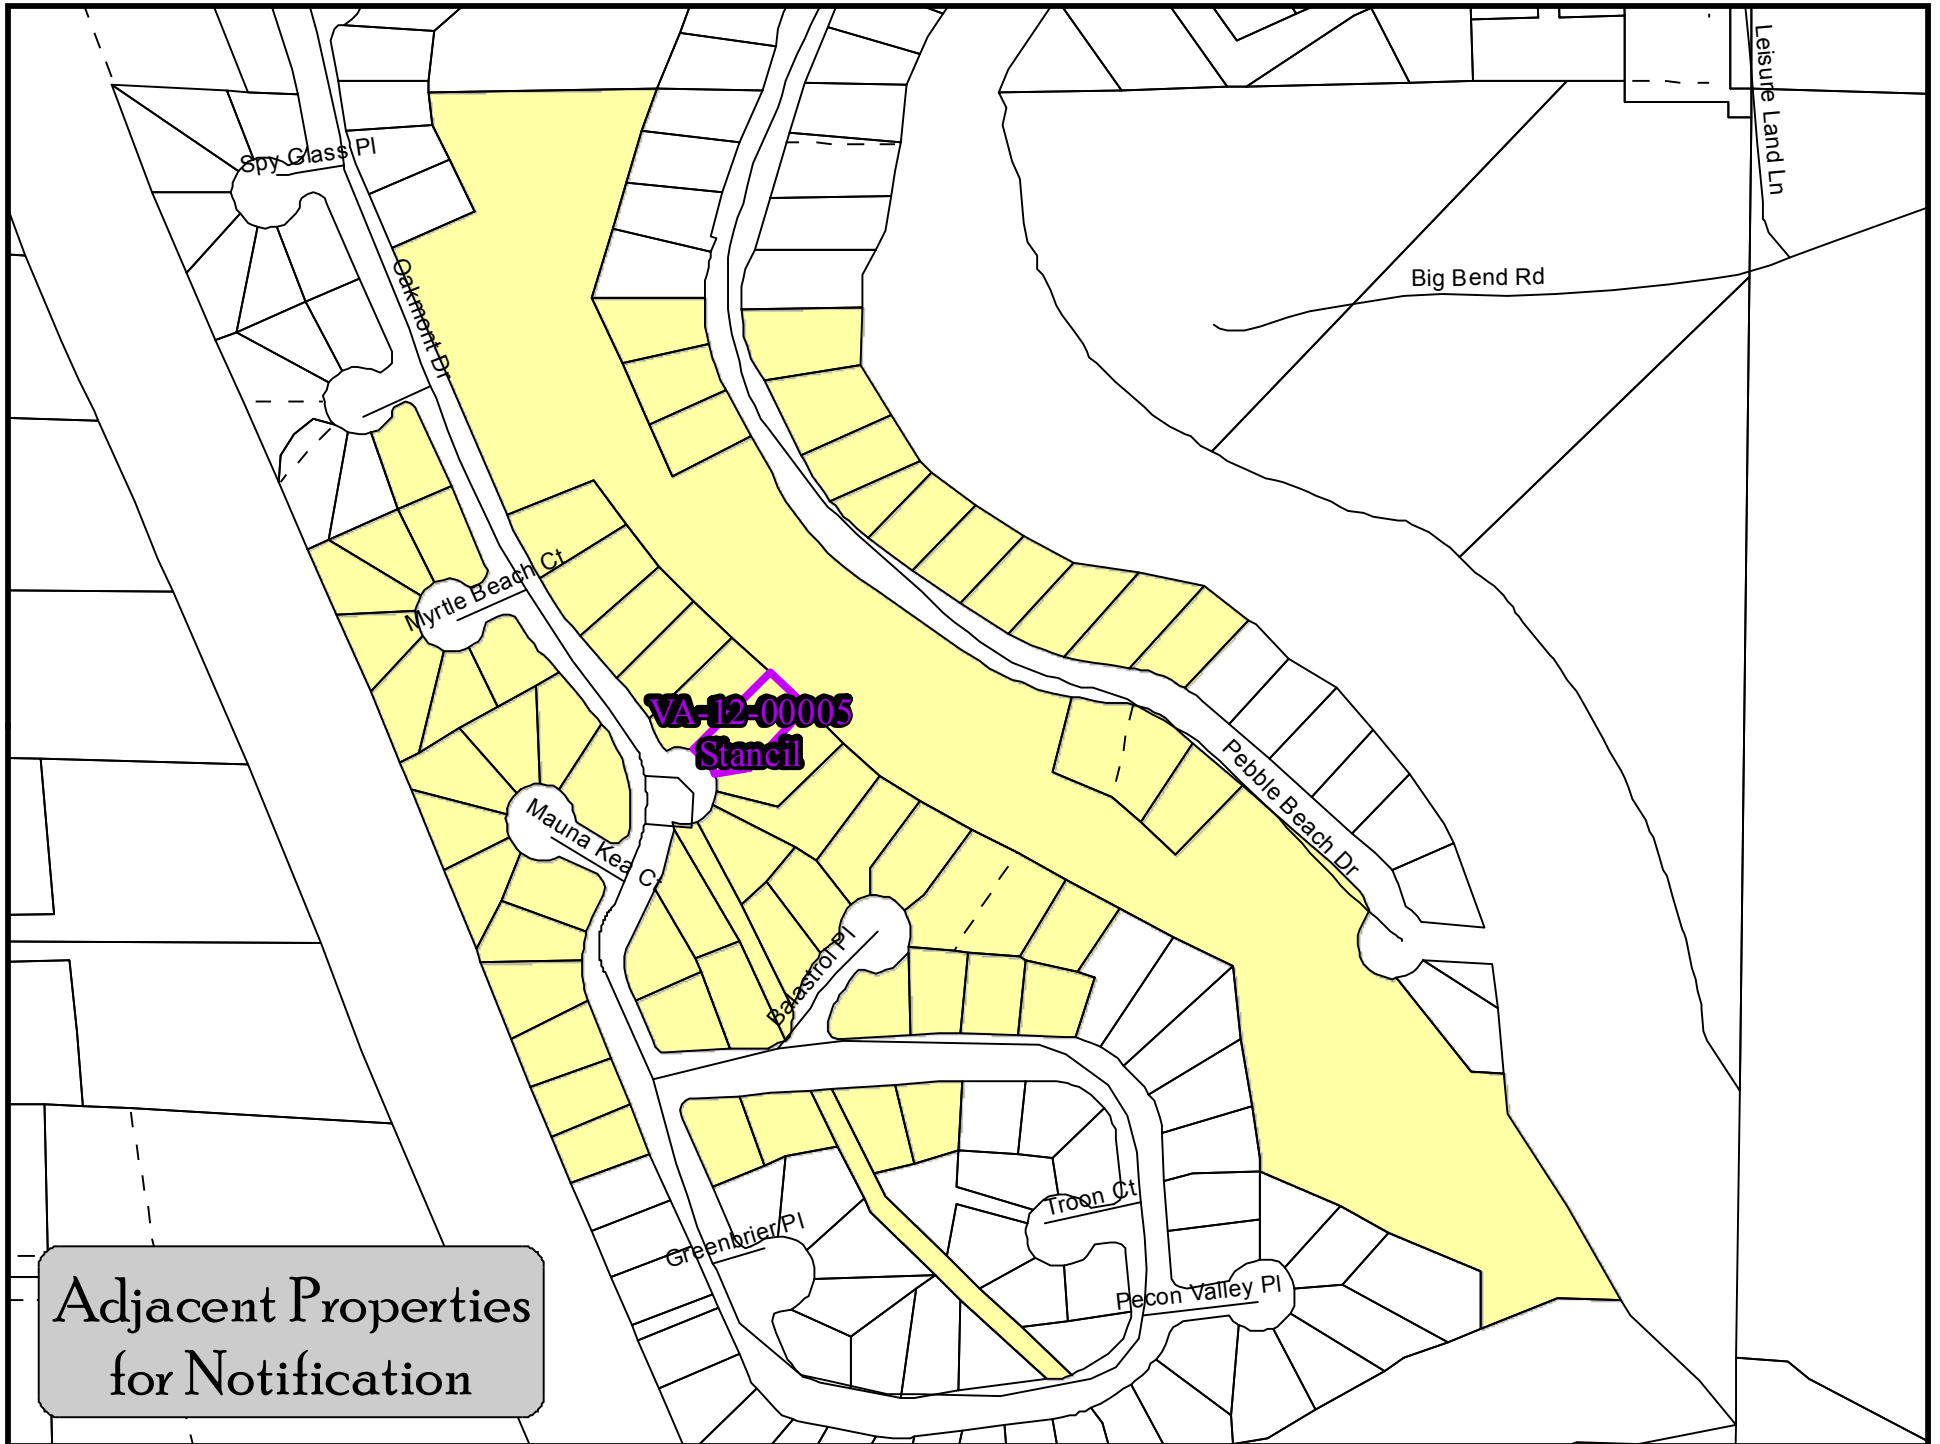 Leisure Land Ln
Spy Glass Pl
Big Bend Rd
Oakmont Dr
Myrtle Beach Ct
VA-12-00005
Stancil
Pebble Beach Dr
Mauna Kea Ct
Balastrol Pl
Troon Ct
Greenbrier Pl
Pecon Valley Pl
Adjacent Properties
for Notification